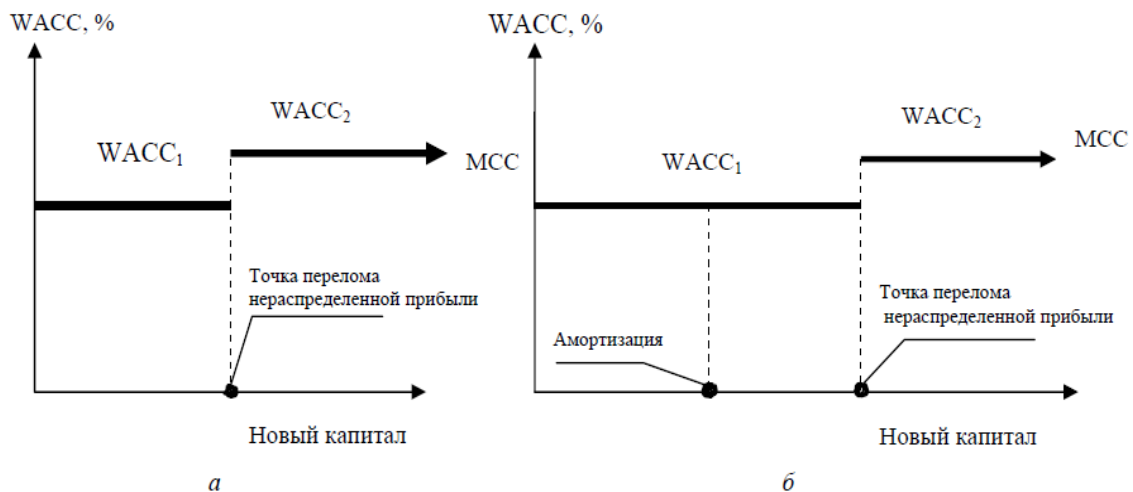 WACC, %
WACC₂
WACC₁
MCC
Точка перелома
нераспределенной прибыли
Новый капитал
а
WACC, %
WACC₂
MCC
WACC₁
Точка перелома
нераспределенной прибыли
Амортизация
Новый капитал
б